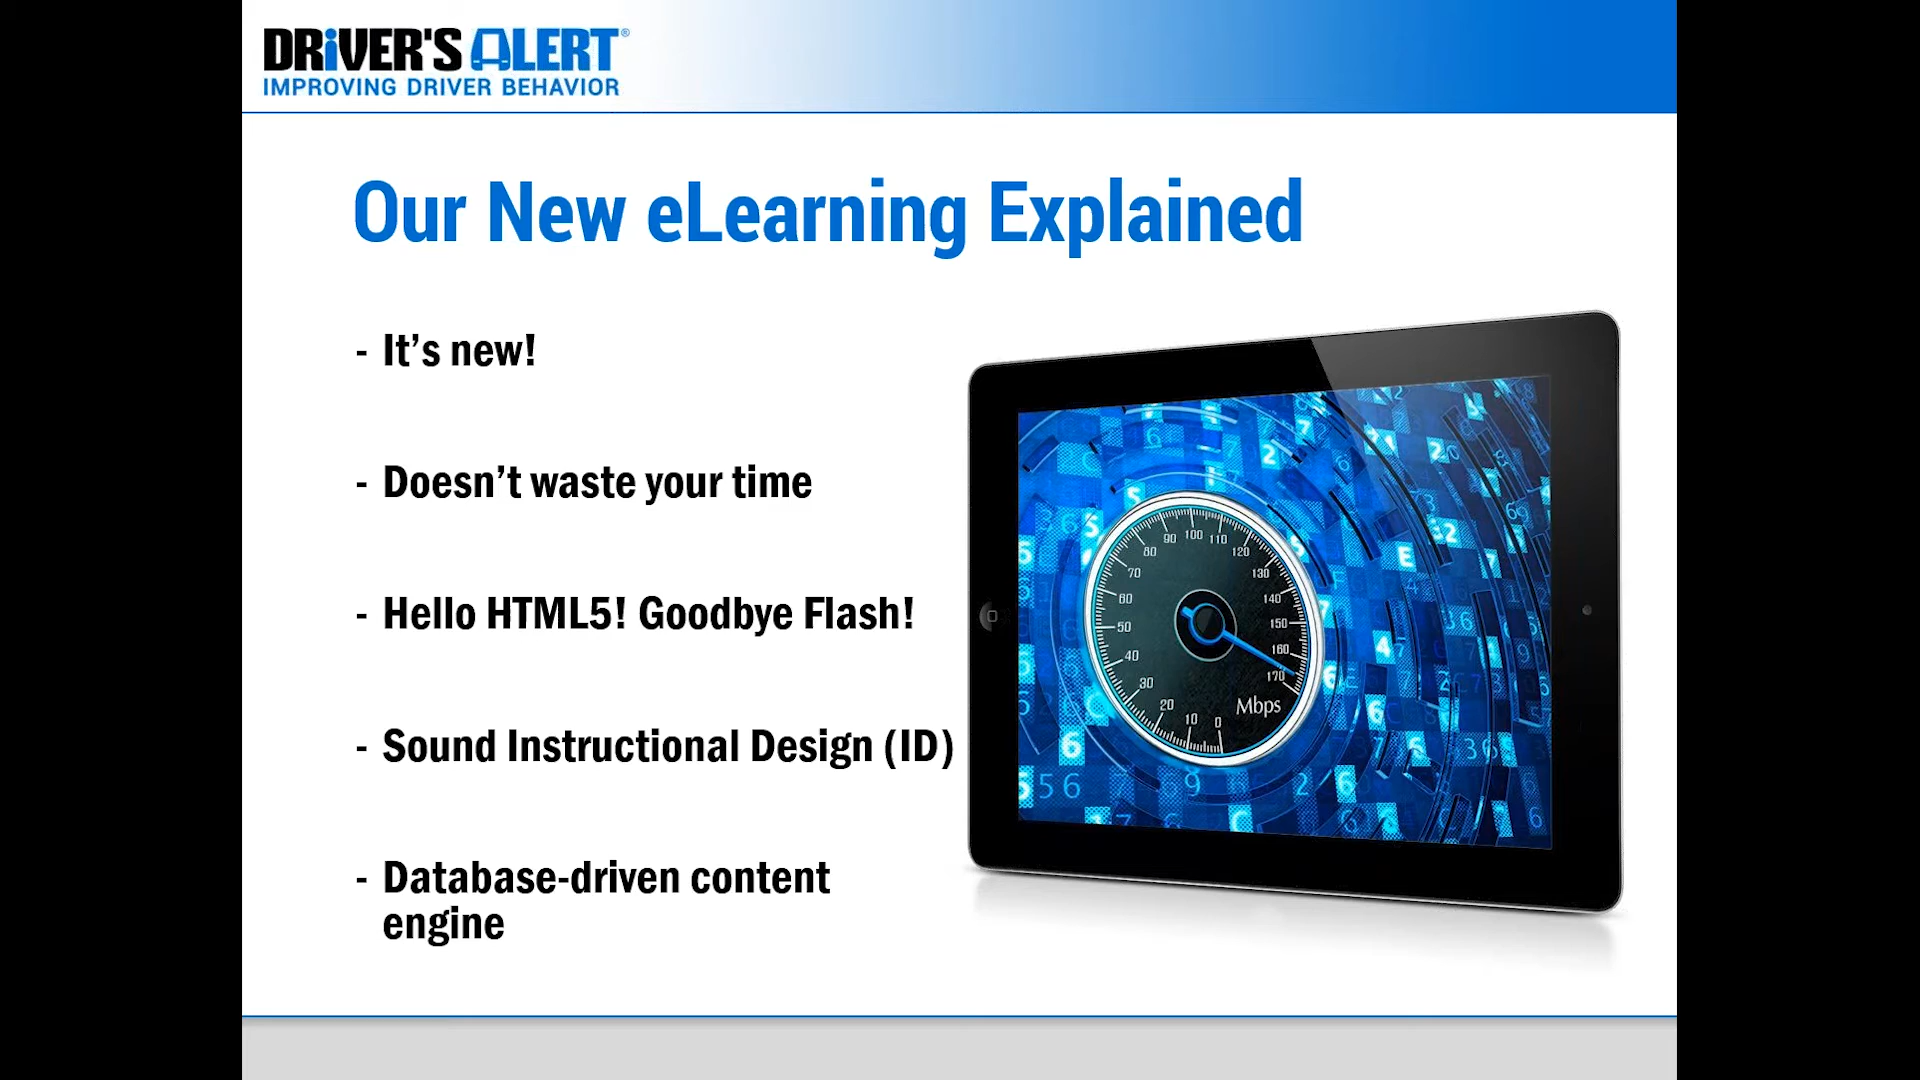 DRiVER'S ALERT®
IMPROVING DRIVER BEHAVIOR
Our New eLearning Explained
- It’s new!
- Doesn’t waste your time
- Hello HTML5! Goodbye Flash!
- Sound Instructional Design (ID)
- Database-driven content
engine
0
10
20
30
40
50
60
70
80
90
100
110
120
130
140
150
160
170
Mbps